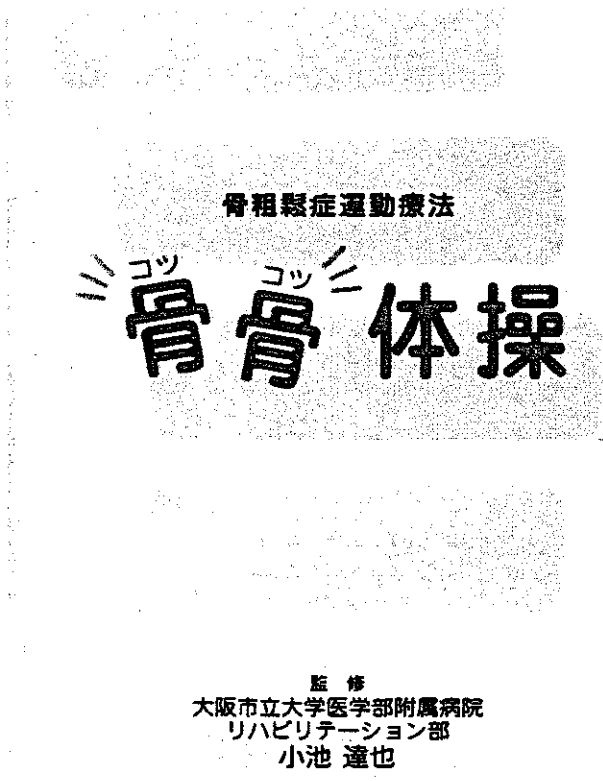 骨粗鬆症運動療法
コツ コツ
骨骨体操
監修
大阪市立大学医学部附属病院
リハビリテーション部
小池 達也